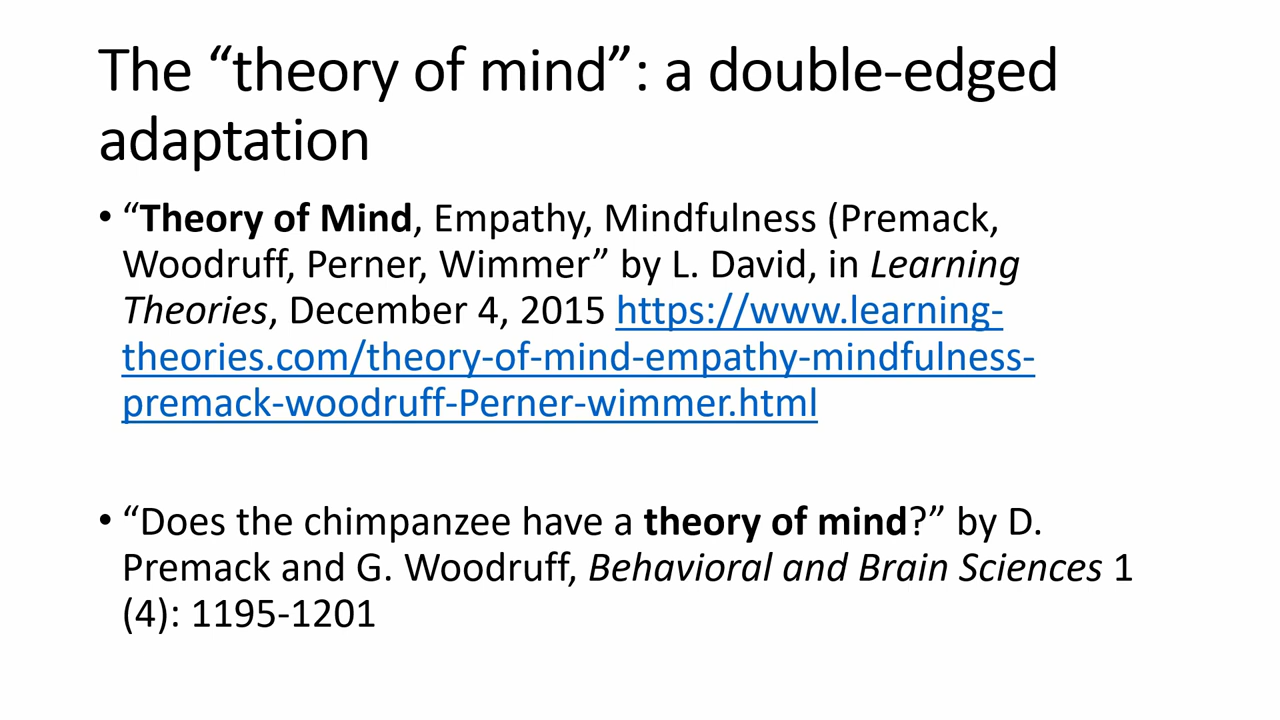 The “theory of mind”: a double-edged
adaptation
• “Theory of Mind, Empathy, Mindfulness (Premack,
Woodruff, Perner, Wimmer” by L. David, in Learning
Theories, December 4, 2015 https://www.learning-
theories.com/theory-of-mind-empathy-mindfulness-
premack-woodruff-Perner-wimmer.html
• “Does the chimpanzee have a theory of mind?” by D.
Premack and G. Woodruff, Behavioral and Brain Sciences 1
(4): 1195-1201